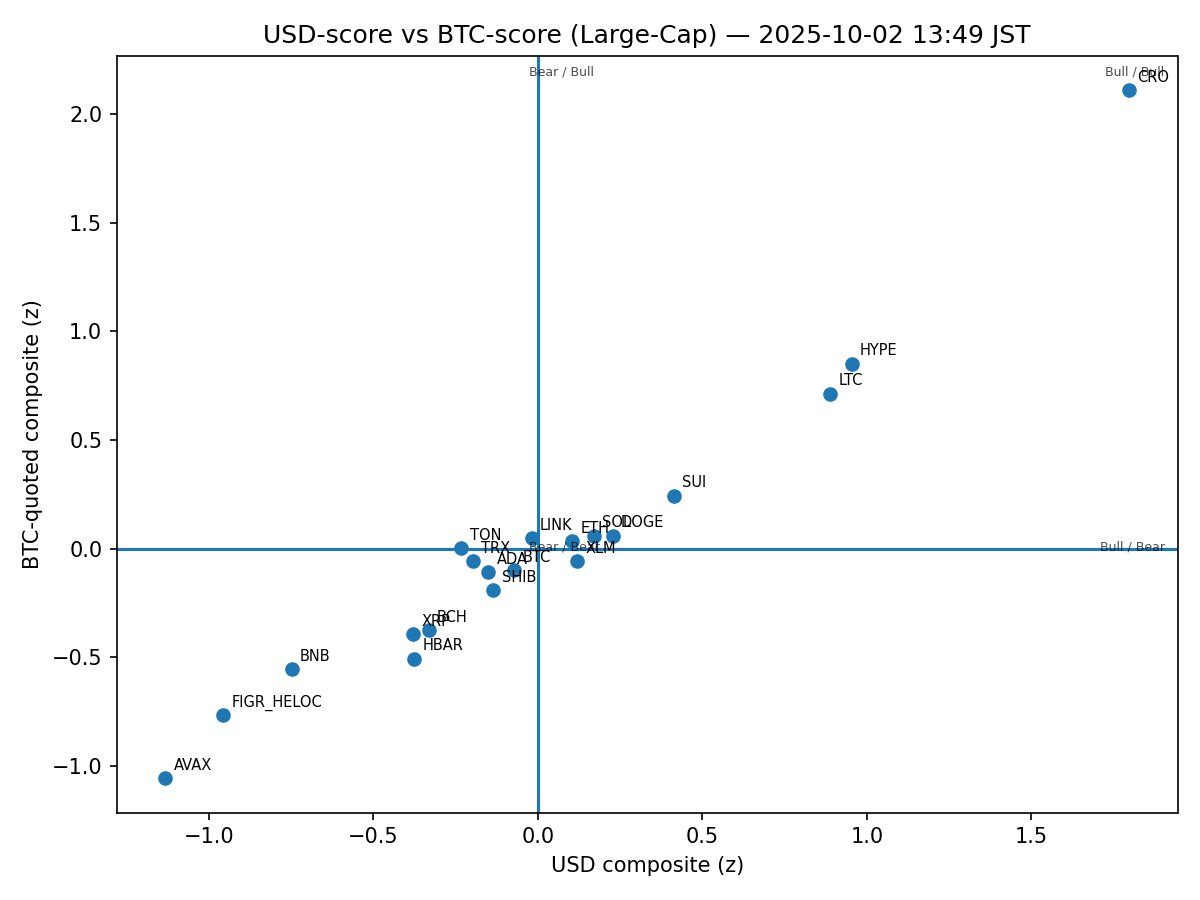 USD-score vs BTC-score (Large-Cap) — 2025-10-02 13:49 JST
Bear / Bull
Bull / Bull
CRO
2.0
1.5
1.0
0.5
0.0
−0.5
−1.0
BTC-quoted composite (z)
HYPE
LTC
SUI
LINK
ETH
SOL
DOGE
TON
TRX
Bear / Bear
XLM
Bull / Bear
ADA
BTC
SHIB
XRP
BCH
HBAR
BNB
FIGR_HELOC
AVAX
−1.0
−0.5
0.0
0.5
1.0
1.5
USD composite (z)